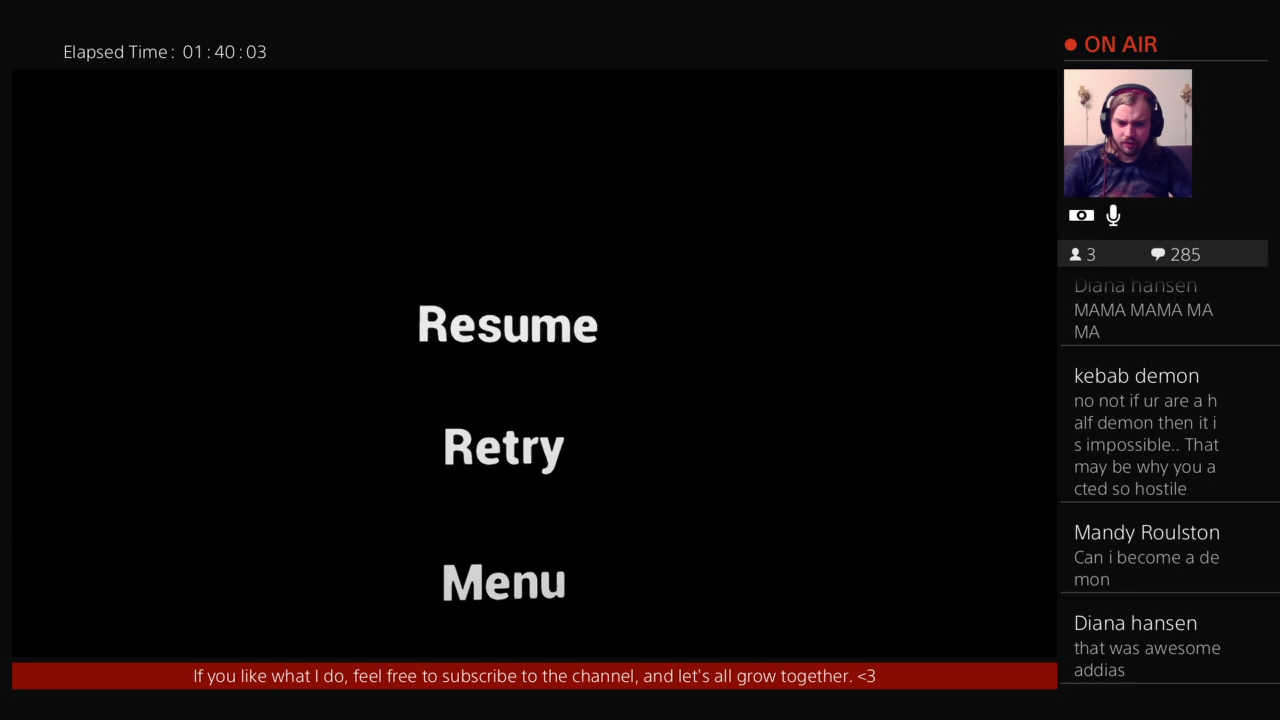 Elapsed Time: 01:40:03
ON AIR
3 285
Diana hansen
MAMA MAMA MA
MA
kebab demon
no not if ur are a h
alf demon then it i
s impossible.. That
may be why you a
cted so hostile
Mandy Roulston
Can i become a de
mon
Diana hansen
that was awesome
addias
Resume
Retry
Menu
If you like what I do, feel free to subscribe to the channel, and let's all grow together. <3